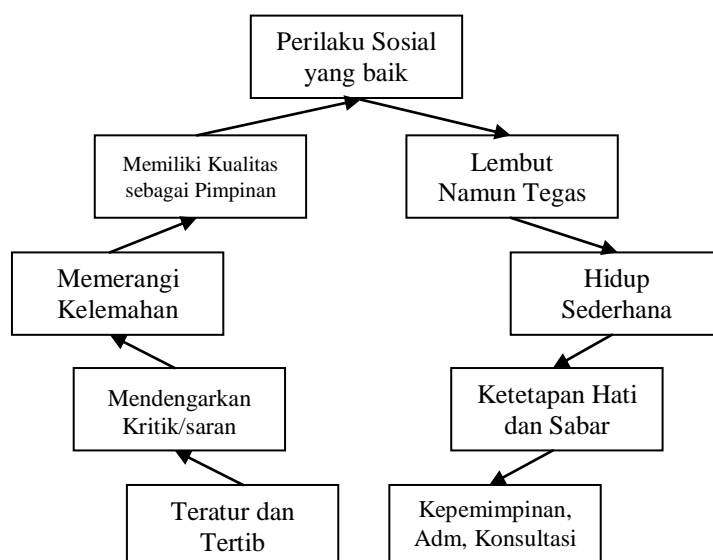 Perilaku Sosial
yang baik
Memiliki Kualitas
sebagai Pimpinan
Lembut
Namun Tegas
Memerangi
Kelemahan
Hidup
Sederhana
Mendengarkan
Kritik/saran
Ketetapan Hati
dan Sabar
Teratur dan
Tertib
Kepemimpinan,
Adm, Konsultasi